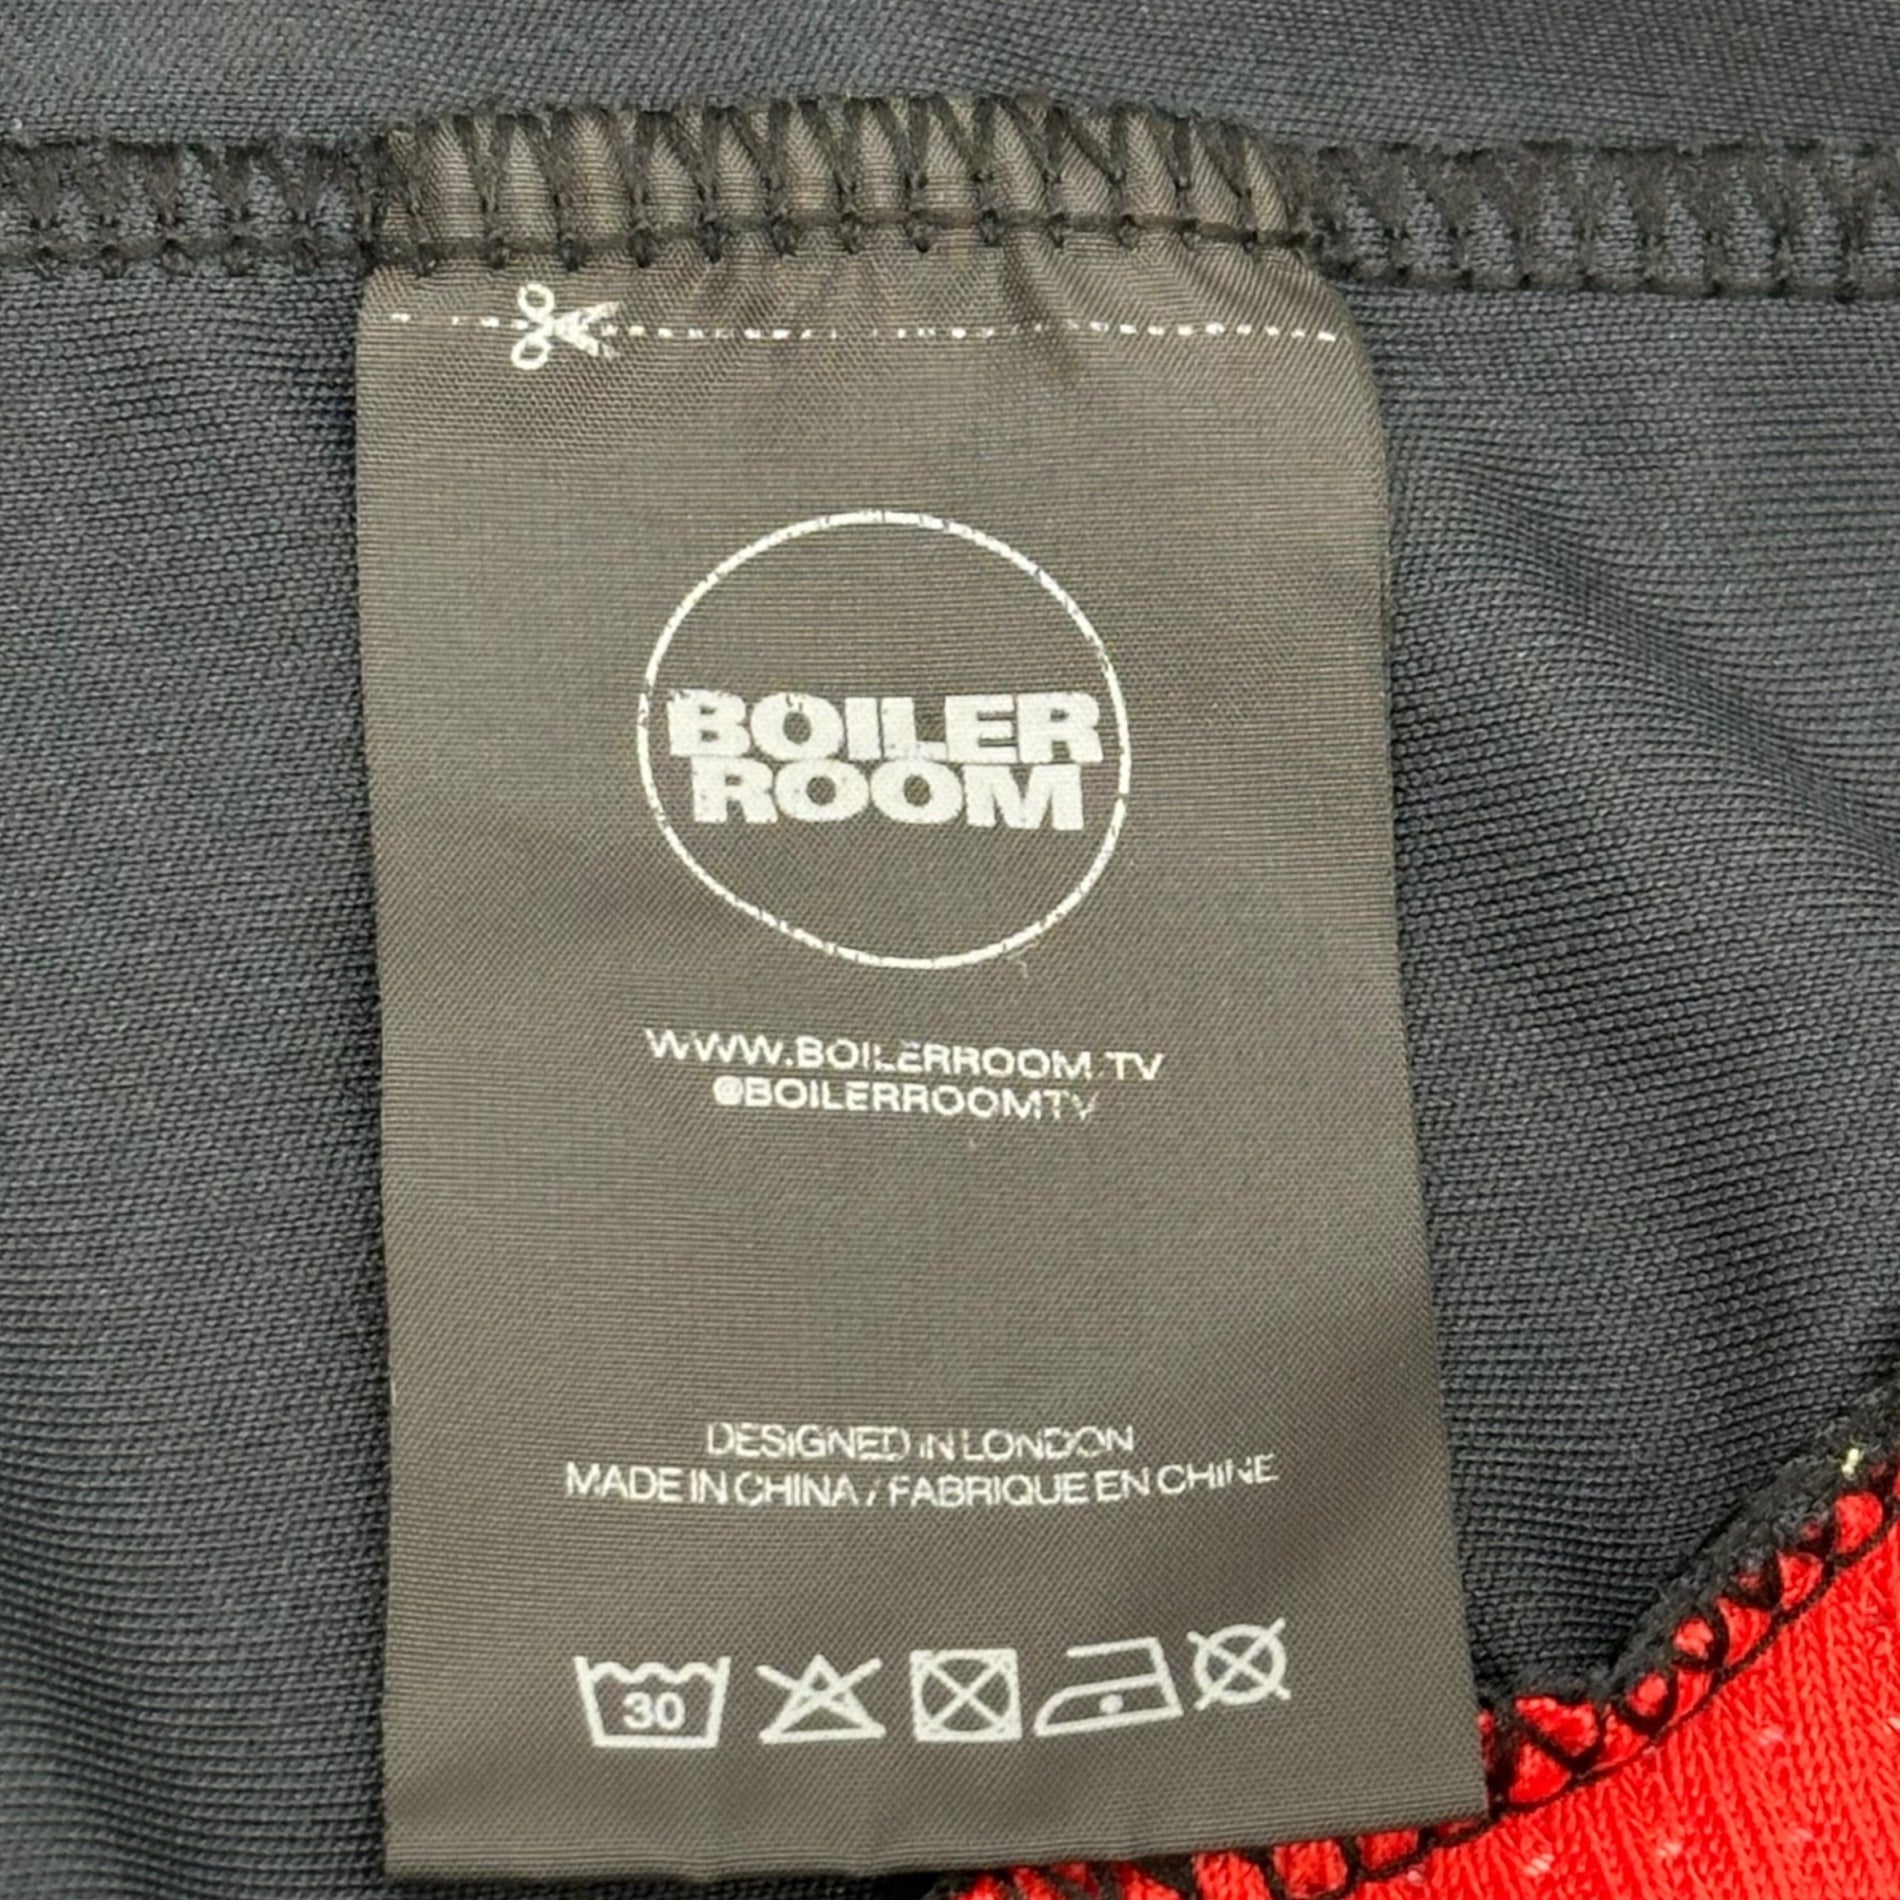 BOILER
ROOM
WWW.BOILERROOM.TV
@BOILERROOMTV
DESIGNED IN LONDON
MADE IN CHINA / FABRIQUE EN CHINE
30